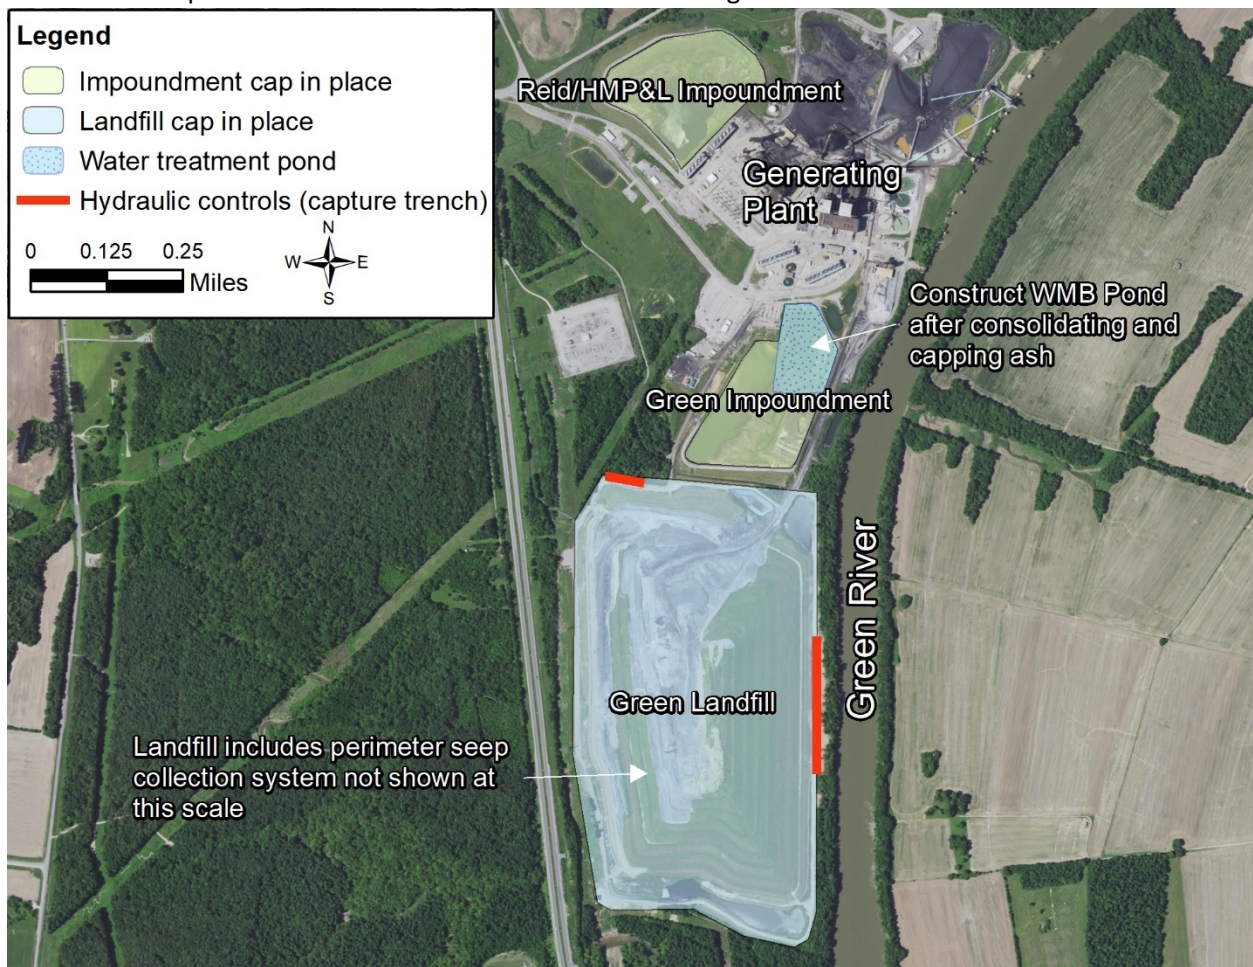 Legend
Impoundment cap in place
Landfill cap in place
Water treatment pond
Hydraulic controls (capture trench)
0 0.125 0.25
Miles
N
W E
S
Reid/HMP&L Impoundment
Generating
Plant
Construct WMB Pond
after consolidating and
capping ash
Green Impoundment
Green River
Green Landfill
Landfill includes perimeter seep
collection system not shown at
this scale